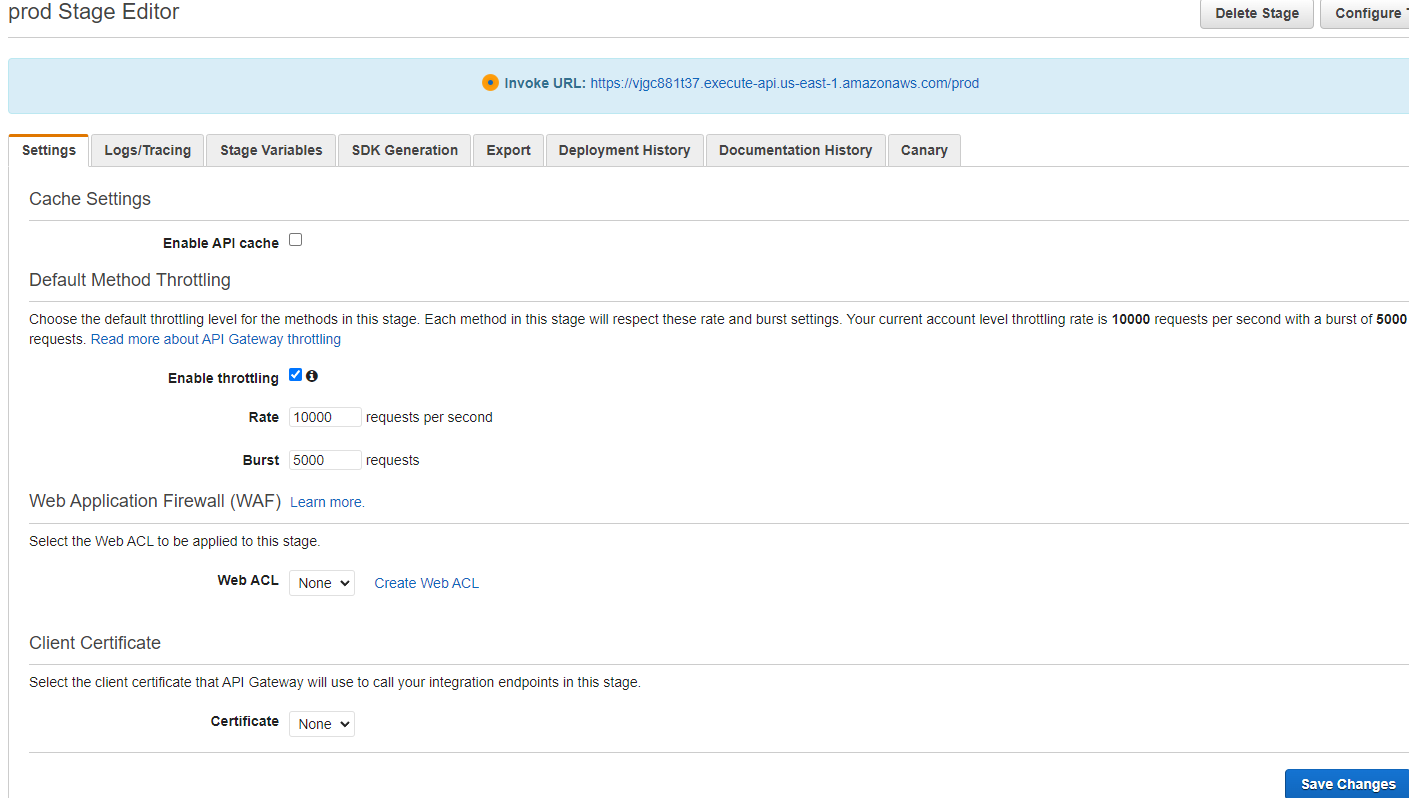 prod Stage Editor
Delete Stage
Configure
Invoke URL: https://vjgc881t37.execute-api.us-east-1.amazonaws.com/prod
Settings
Logs/Tracing
Stage Variables
SDK Generation
Export
Deployment History
Documentation History
Canary
Cache Settings
Enable API cache
Default Method Throttling
Choose the default throttling level for the methods in this stage. Each method in this stage will respect these rate and burst settings. Your current account level throttling rate is 10000 requests per second with a burst of 5000
requests. Read more about API Gateway throttling
Enable throttling
Rate 10000 requests per second
Burst 5000 requests
Web Application Firewall (WAF) Learn more.
Select the Web ACL to be applied to this stage.
Web ACL None Create Web ACL
Client Certificate
Select the client certificate that API Gateway will use to call your integration endpoints in this stage.
Certificate None
Save Changes